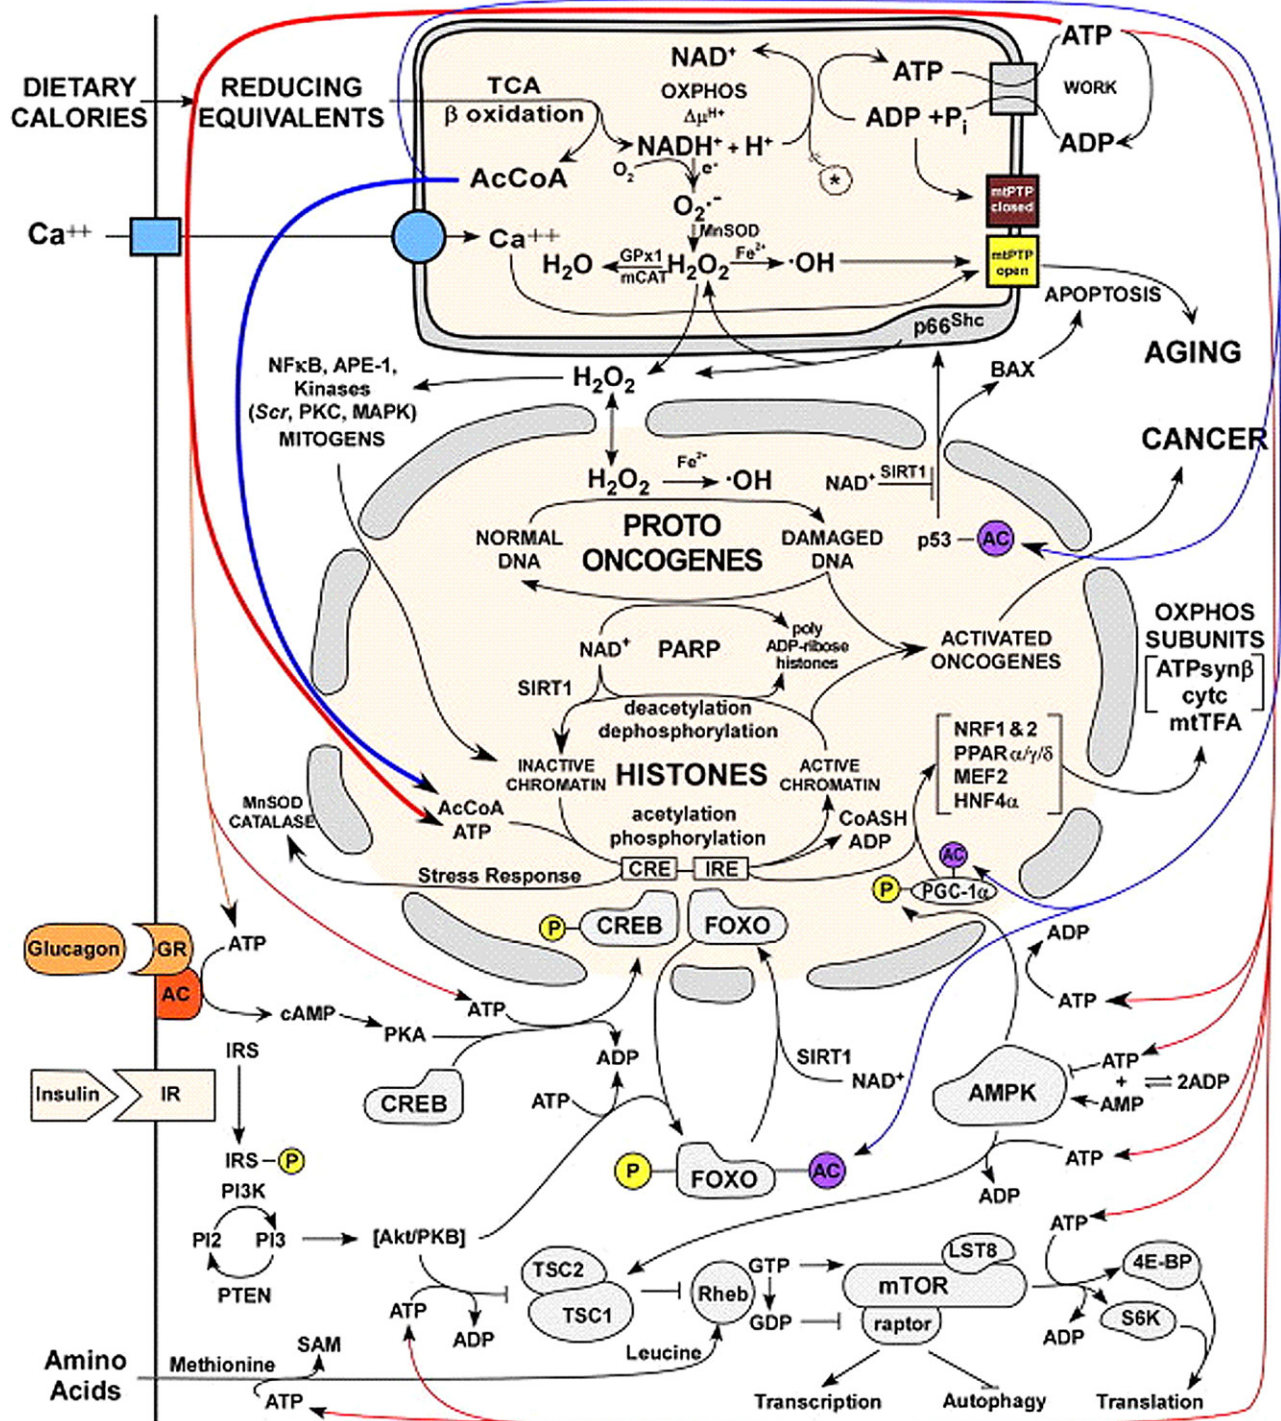 DIETARY
CALORIES
REDUCING
EQUIVALENTS
TCA
β oxidation
NAD⁺
OXPHOS
Δμᴴ⁺
NADH⁺ + H⁺
O₂
e⁻
ATP
ADP +Pᵢ
*
ATP
WORK
ADP
AcCoA
O₂·⁻
MnSOD
mtPTP
closed
Ca⁺⁺
Ca⁺⁺
H₂O
GPx1
mCAT
H₂O₂
Fe²⁺
·OH
mtPTP
open
APOPTOSIS
p66Shc
AGING
BAX
NFκB, APE-1,
Kinases
(Scr, PKC, MAPK)
MITOGENS
H₂O₂
CANCER
H₂O₂
Fe²⁺
·OH
NAD⁺
SIRT1
NORMAL
DNA
PROTO
ONCOGENES
DAMAGED
DNA
p53
AC
NAD⁺
PARP
poly
ADP-ribose
histones
ACTIVATED
ONCOGENES
OXPHOS
SUBUNITS
ATPsynβ
cytc
mtTFA
SIRT1
deacetylation
dephosphorylation
INACTIVE
CHROMATIN
HISTONES
ACTIVE
CHROMATIN
NRF1 & 2
PPAR α/γ/δ
MEF2
HNF4α
MnSOD
CATALASE
AcCoA
ATP
acetylation
phosphorylation
CoASH
ADP
Stress Response
CRE
IRE
AC
P
PGC-1α
P
CREB
FOXO
Glucagon
GR
AC
ATP
cAMP
PKA
ATP
ADP
ADP
ATP
IRS
CREB
ATP
SIRT1
NAD⁺
AMPK
ATP
+
AMP
⇌ 2ADP
Insulin
IR
IRS
P
PI3K
PI2
PI3
PTEN
[Akt/PKB]
P
FOXO
AC
ATP
ADP
ATP
ADP
TSC2
TSC1
Rheb
GTP
GDP
LST8
mTOR
raptor
ATP
ADP
4E-BP
S6K
Amino
Acids
Methionine
SAM
ATP
Leucine
Transcription
Autophagy
Translation